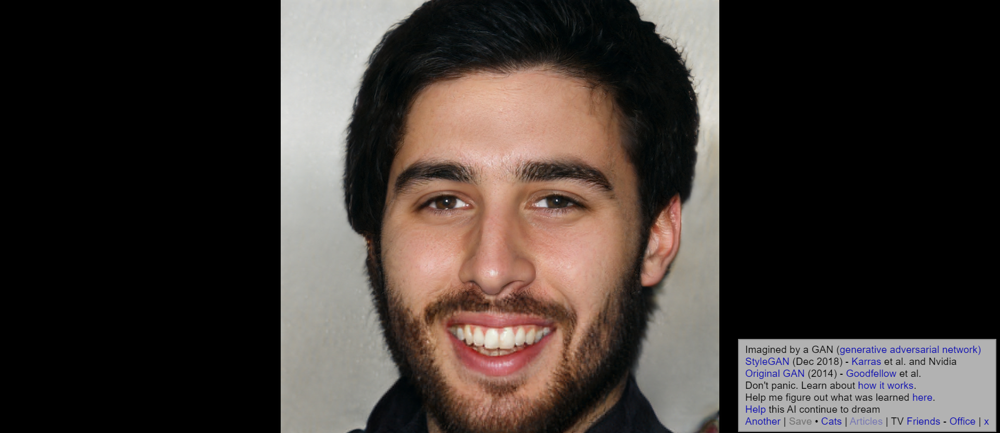 Imagined by a GAN (generative adversarial network)
StyleGAN (Dec 2018) - Karras et al. and Nvidia
Original GAN (2014) - Goodfellow et al.
Don't panic. Learn about how it works.
Help me figure out what was learned here.
Help this AI continue to dream
Another | Save • Cats | Articles | TV Friends - Office | x